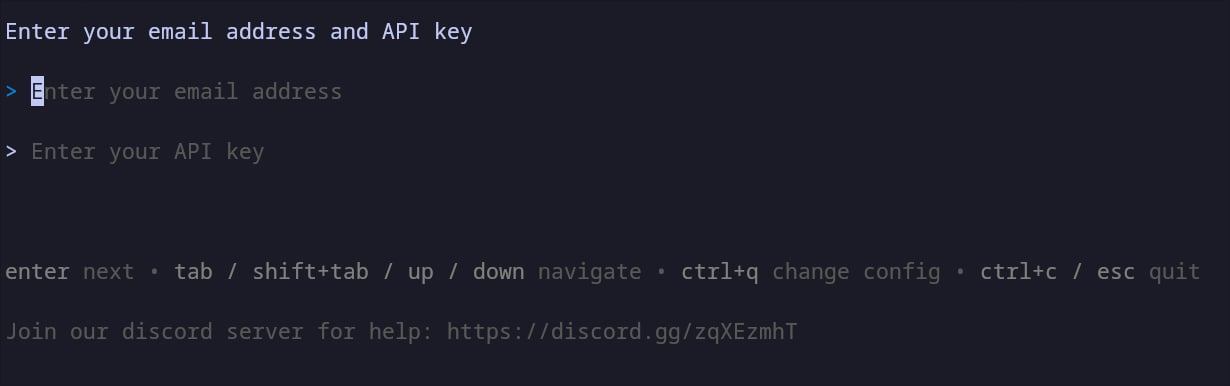 Enter your email address and API key
> Enter your email address
> Enter your API key
enter next • tab / shift+tab / up / down navigate • ctrl+q change config • ctrl+c / esc quit
Join our discord server for help: https://discord.gg/zqXEzmhT